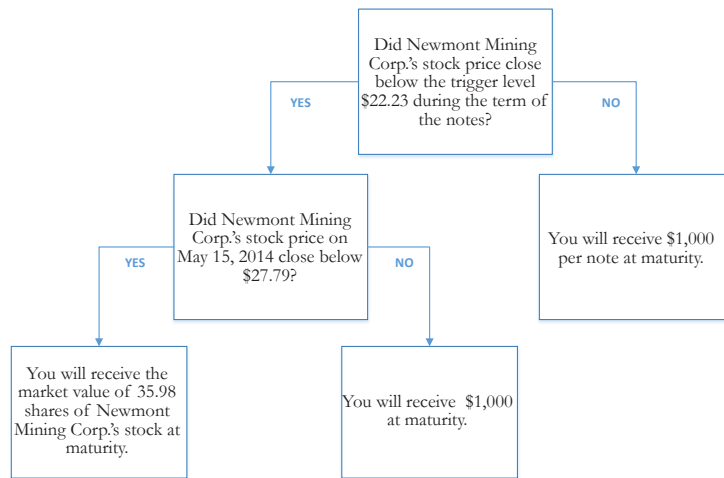 Did Newmont Mining
Corp.'s stock price close
below the trigger level
$22.23 during the term of
the notes?
YES
NO
Did Newmont Mining
Corp.'s stock price on
May 15, 2014 close below
$27.79?
You will receive $1,000
per note at maturity.
YES
NO
You will receive the
market value of 35.98
shares of Newmont
Mining Corp.'s stock at
maturity.
You will receive $1,000
at maturity.